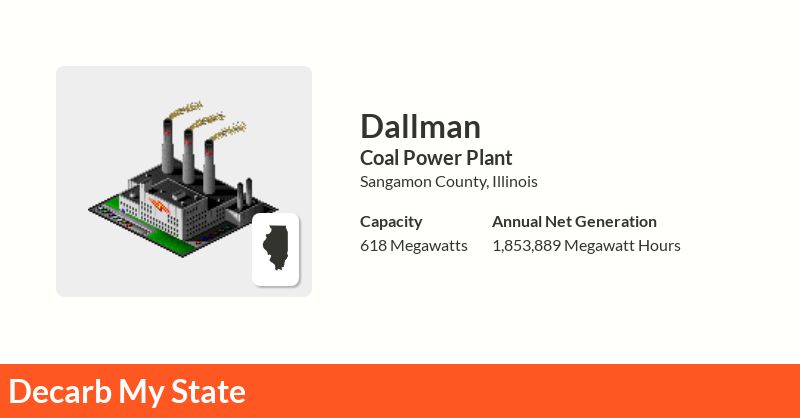 Dallman
Coal Power Plant
Sangamon County, Illinois
Capacity
618 Megawatts
Annual Net Generation
1,853,889 Megawatt Hours
Decarb My State